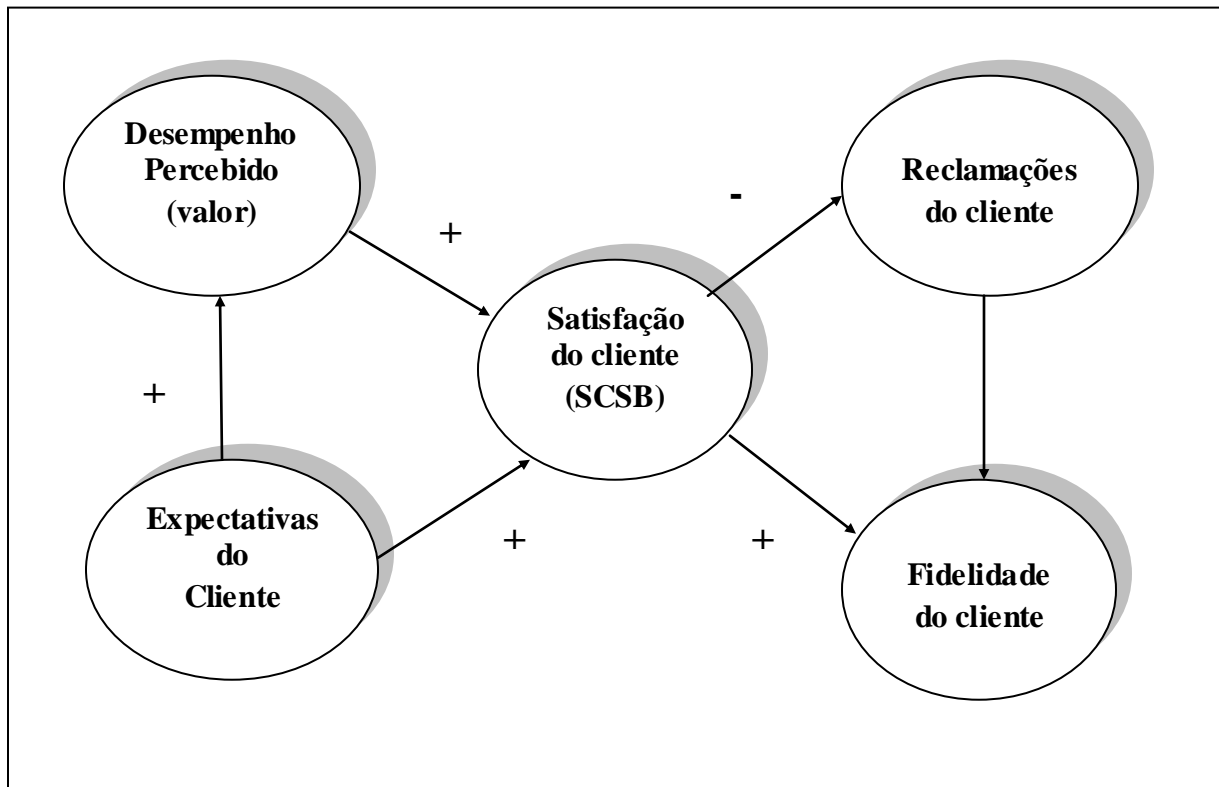 Desempenho
Percebido
(valor)
Reclamações
do cliente
-
+
Satisfação
do cliente
(SCSB)
+
Expectativas
do
Cliente
+
+
Fidelidade
do cliente